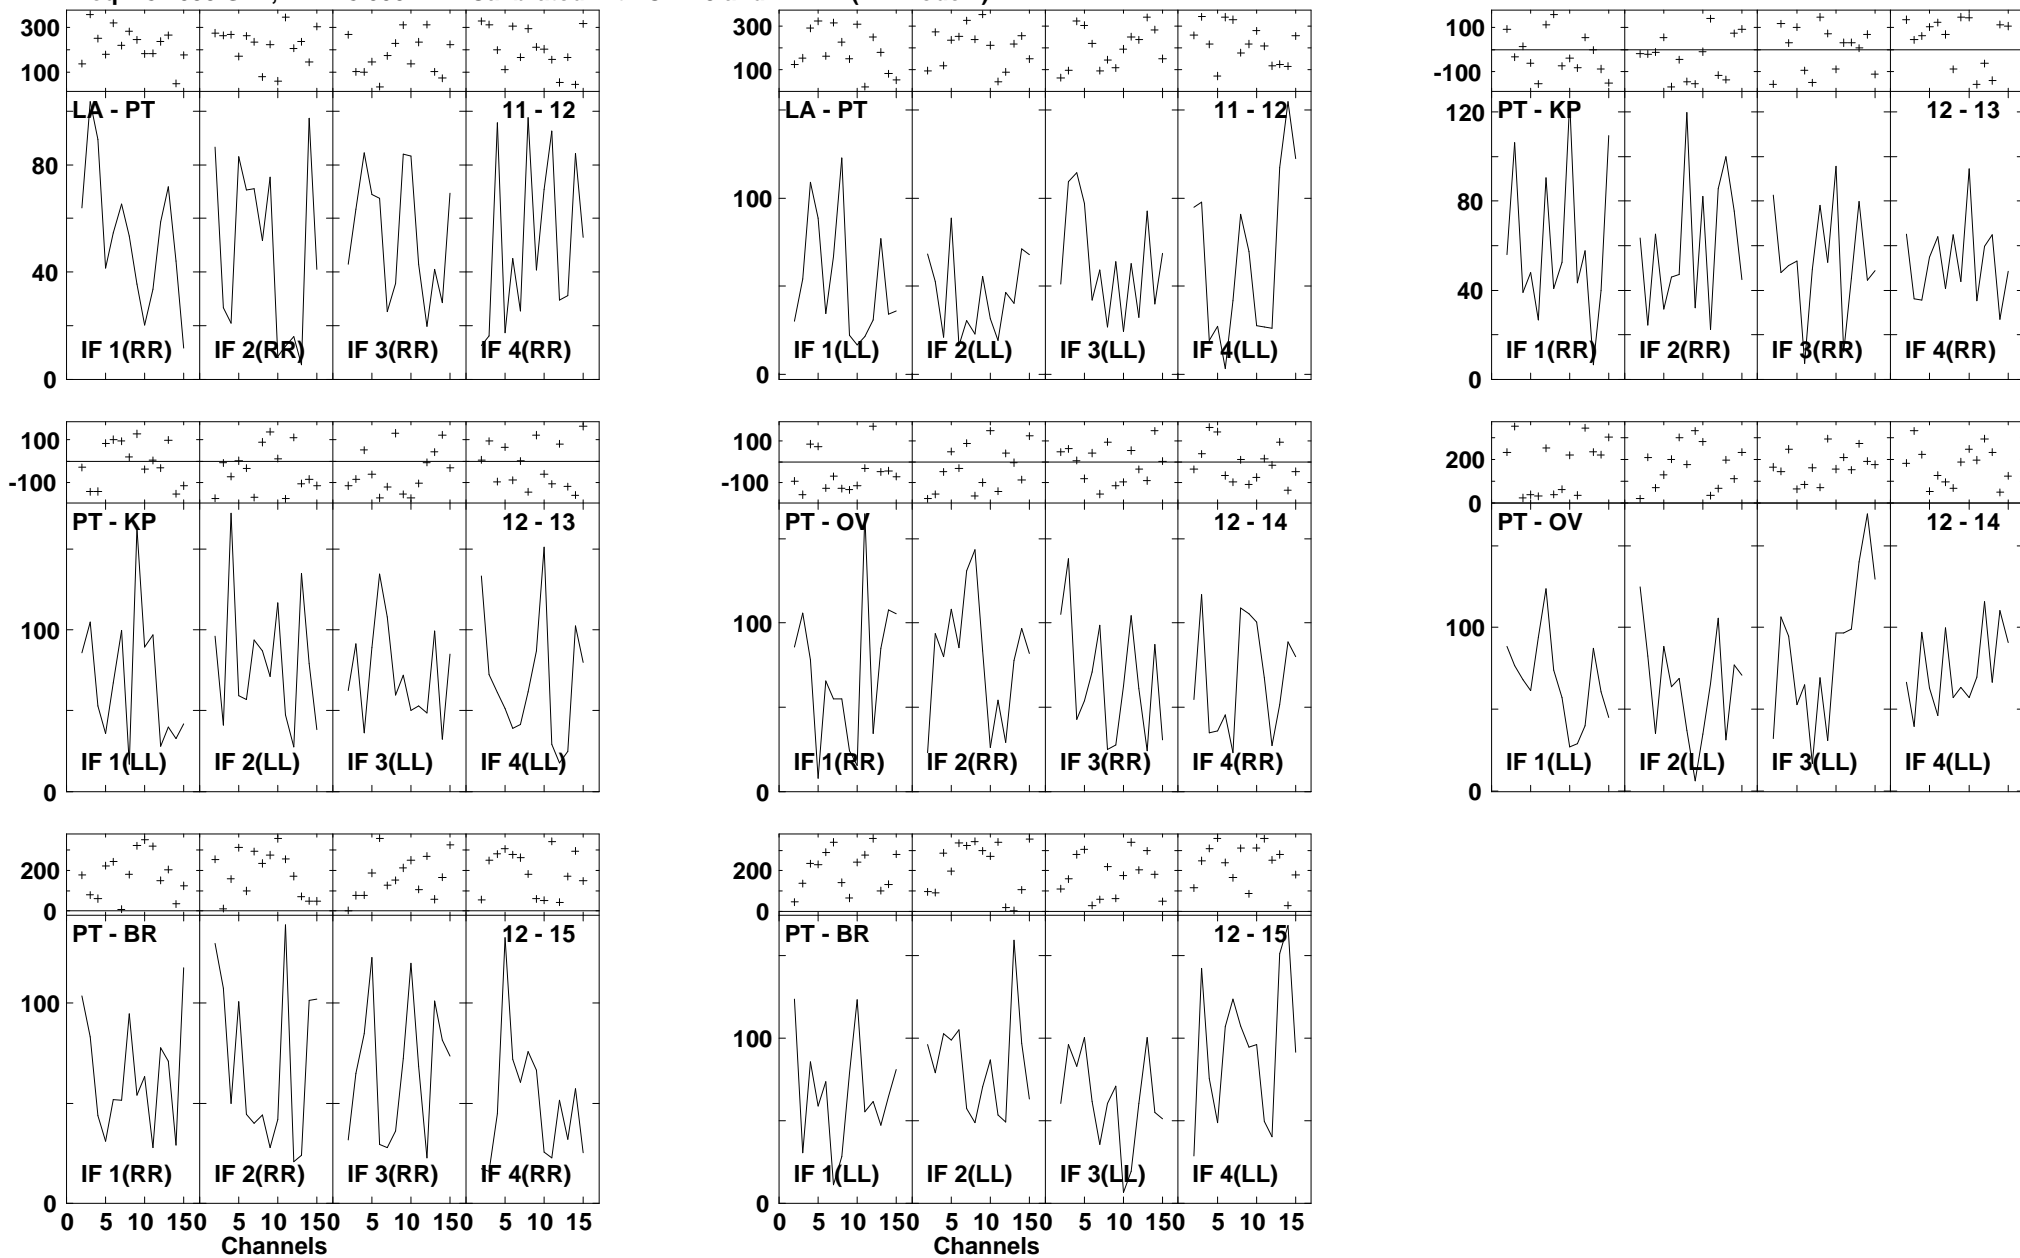 300
100
300
100
100
-100
LA - PT 11 - 12
LA - PT 11 - 12
PT - KP 12 - 13
80
40
0
100
0
120
80
40
0
IF 1(RR) IF 2(RR) IF 3(RR) IF 4(RR)
IF 1(LL) IF 2(LL) IF 3(LL) IF 4(LL)
IF 1(RR) IF 2(RR) IF 3(RR) IF 4(RR)
100
-100
100
-100
200
0
PT - KP 12 - 13
PT - OV 12 - 14
PT - OV 12 - 14
100
0
100
0
100
0
IF 1(LL) IF 2(LL) IF 3(LL) IF 4(LL)
IF 1(RR) IF 2(RR) IF 3(RR) IF 4(RR)
IF 1(LL) IF 2(LL) IF 3(LL) IF 4(LL)
200
0
200
0
PT - BR 12 - 15
PT - BR 12 - 15
100
0
100
0
IF 1(RR) IF 2(RR) IF 3(RR) IF 4(RR)
IF 1(LL) IF 2(LL) IF 3(LL) IF 4(LL)
0 5 10 150 5 10 150 5 10 150 5 10 15
0 5 10 150 5 10 150 5 10 150 5 10 15
Channels
Channels